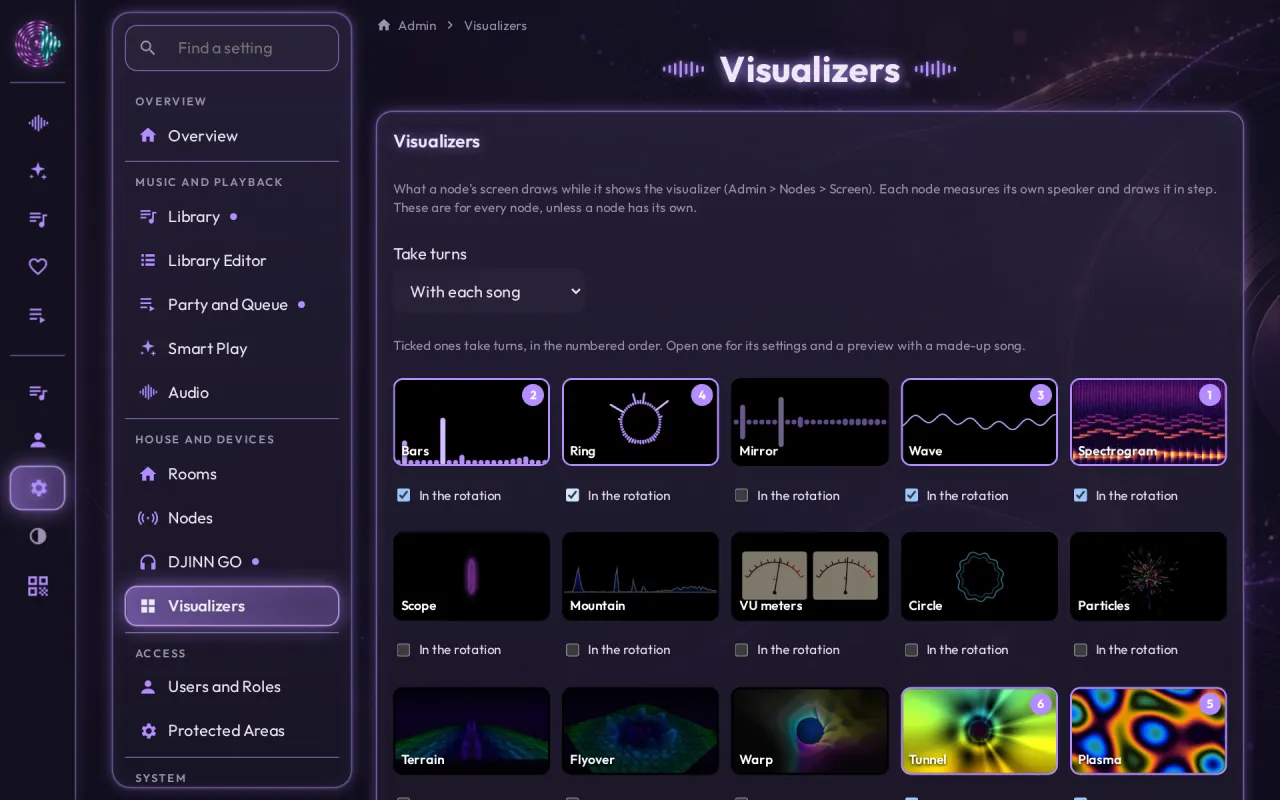 Find a setting
OVERVIEW
Overview
MUSIC AND PLAYBACK
Library
Library Editor
Party and Queue
Smart Play
Audio
HOUSE AND DEVICES
Rooms
Nodes
DJINN GO
Visualizers
ACCESS
Users and Roles
Protected Areas
SYSTEM
Admin > Visualizers
Visualizers
Visualizers
What a node's screen draws while it shows the visualizer (Admin > Nodes > Screen). Each node measures its own speaker and draws it in step.
These are for every node, unless a node has its own.
Take turns
With each song
Ticked ones take turns, in the numbered order. Open one for its settings and a preview with a made-up song.
2 4 3 1
Bars Ring Mirror Wave Spectrogram
In the rotation In the rotation In the rotation In the rotation In the rotation
Scope Mountain VU meters Circle Particles
In the rotation In the rotation In the rotation In the rotation In the rotation
6 5
Terrain Flyover Warp Tunnel Plasma